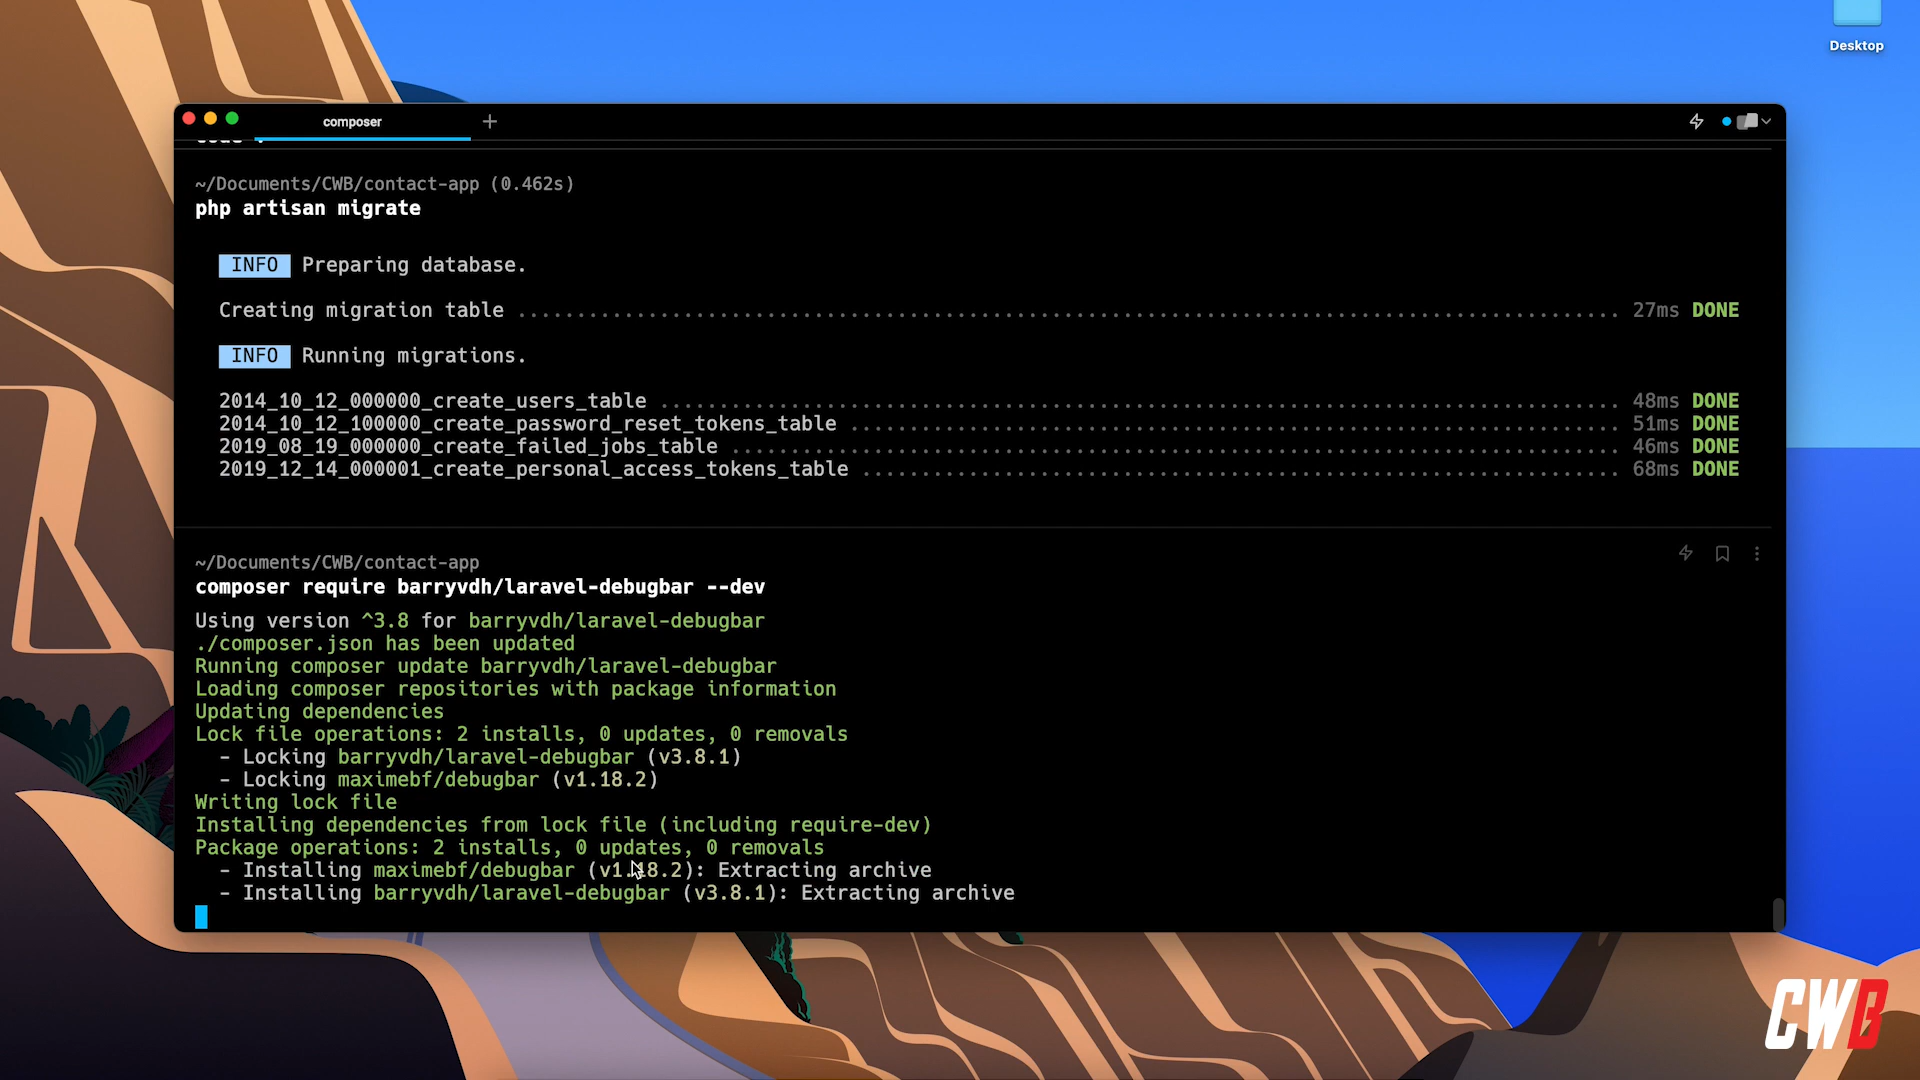 Desktop
composer
~/Documents/CWB/contact-app (0.462s)
php artisan migrate
INFO Preparing database.
Creating migration table ............................................................................................. 27ms DONE
INFO Running migrations.
2014_10_12_000000_create_users_table ................................................................................. 48ms DONE
2014_10_12_100000_create_password_reset_tokens_table ................................................................. 51ms DONE
2019_08_19_000000_create_failed_jobs_table ........................................................................... 46ms DONE
2019_12_14_000001_create_personal_access_tokens_table ................................................................ 68ms DONE
~/Documents/CWB/contact-app
composer require barryvdh/laravel-debugbar --dev
Using version ^3.8 for barryvdh/laravel-debugbar
./composer.json has been updated
Running composer update barryvdh/laravel-debugbar
Loading composer repositories with package information
Updating dependencies
Lock file operations: 2 installs, 0 updates, 0 removals
- Locking barryvdh/laravel-debugbar (v3.8.1)
- Locking maximebf/debugbar (v1.18.2)
Writing lock file
Installing dependencies from lock file (including require-dev)
Package operations: 2 installs, 0 updates, 0 removals
- Installing maximebf/debugbar (v1.18.2): Extracting archive
- Installing barryvdh/laravel-debugbar (v3.8.1): Extracting archive
CWB